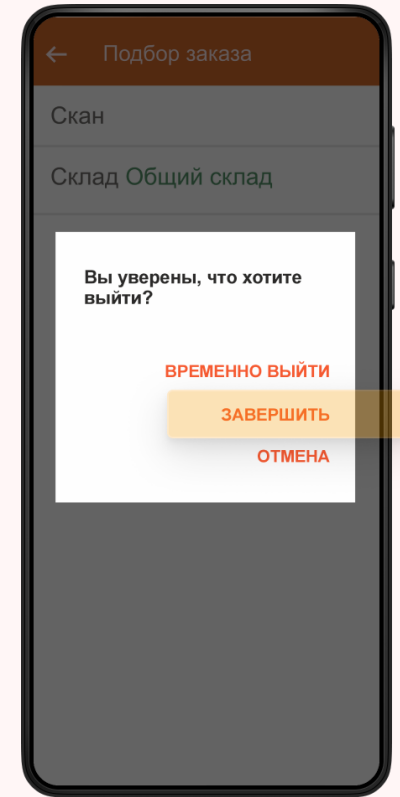 Подбор заказа
Скан
Склад Общий склад
Вы уверены, что хотите
выйти?
ВРЕМЕННО ВЫЙТИ
ЗАВЕРШИТЬ
ОТМЕНА